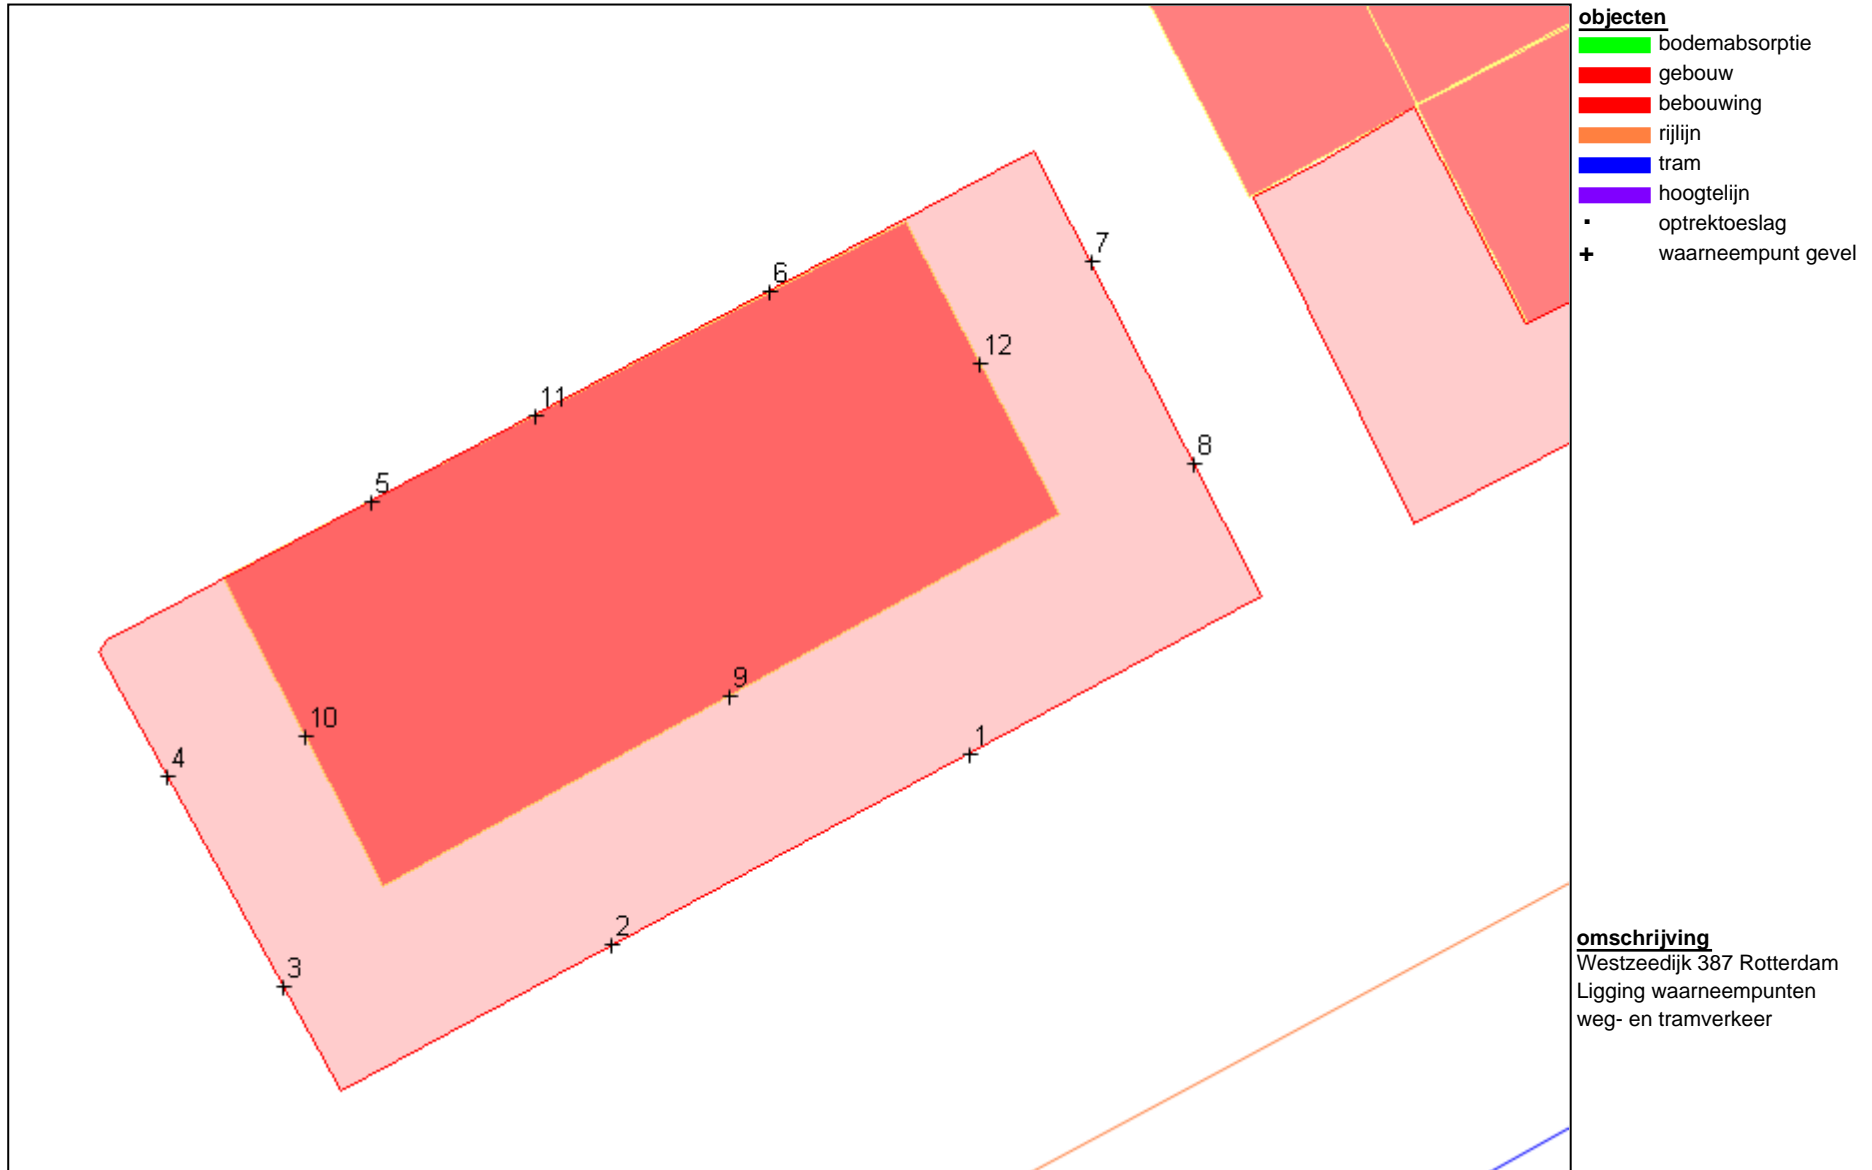 objecten
bodemabsorptie
gebouw
bebouwing
rijlijn
tram
hoogtelijn
optrektoeslag
waarneempunt gevel
7
6
12
11
8
5
9
10
1
4
2
3
omschrijving
Westzeedijk 387 Rotterdam
Ligging waarneempunten
weg- en tramverkeer